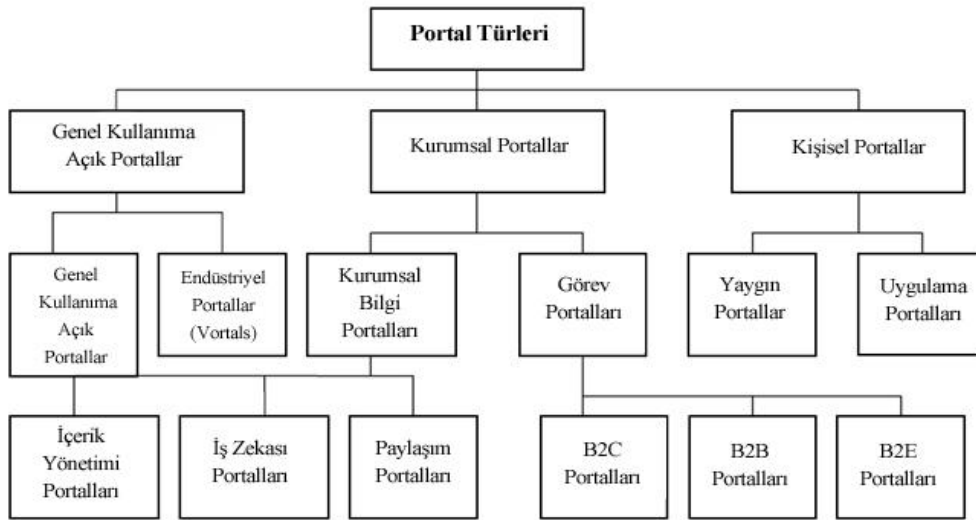 Portal Türleri
Genel Kullanıma
Açık Portallar
Kurumsal Portallar
Kişisel Portallar
Genel
Kullanıma
Açık
Portallar
Endüstriyel
Portallar
(Vortals)
Kurumsal
Bilgi
Portalları
Görev
Portalları
Yaygın
Portallar
Uygulama
Portalları
İçerik
Yönetimi
Portalları
İş Zekası
Portalları
Paylaşım
Portalları
B2C
Portalları
B2B
Portalları
B2E
Portalları